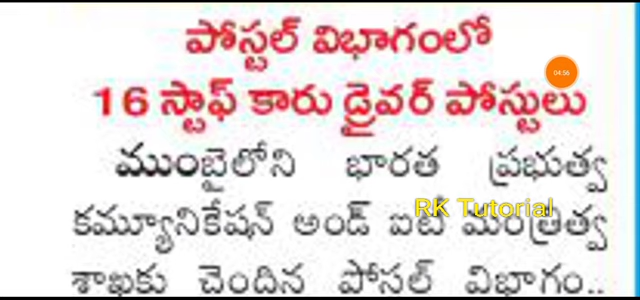 పోస్టల్ విభాగంలో
16 స్టాఫ్ కారు డ్రైవర్ పోస్టులు
04:56
ముంబైలోని భారత ప్రభుత్వ
RK Tutorial
కమ్యూనికేషన్ అండ్ ఐటీ మంత్రిత్వ
శాఖకు చెందిన పోస్టల్ విభాగం..